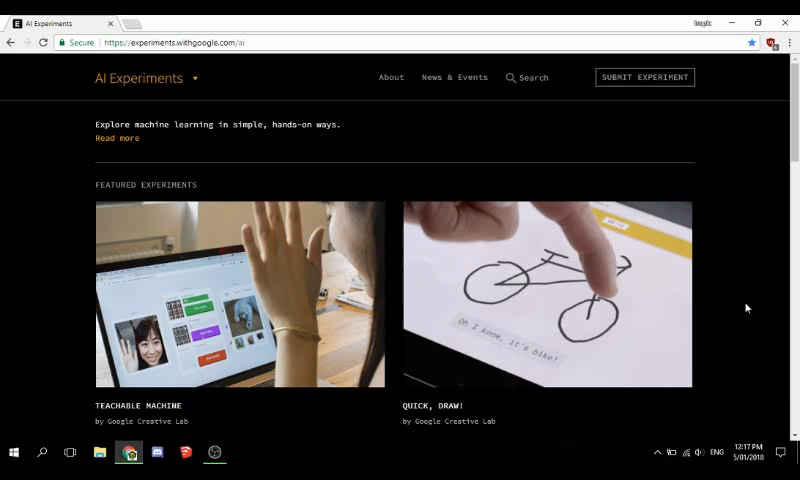 AI Experiments
Secure
https://experiments.withgoogle.com/ai
AI Experiments
About
News & Events
Search
SUBMIT EXPERIMENT
Explore machine learning in simple, hands-on ways.
Read more
FEATURED EXPERIMENTS
Oh I know, it's bike!
TEACHABLE MACHINE
QUICK, DRAW!
by Google Creative Lab
by Google Creative Lab
ENG
12:17 PM
5/01/2018